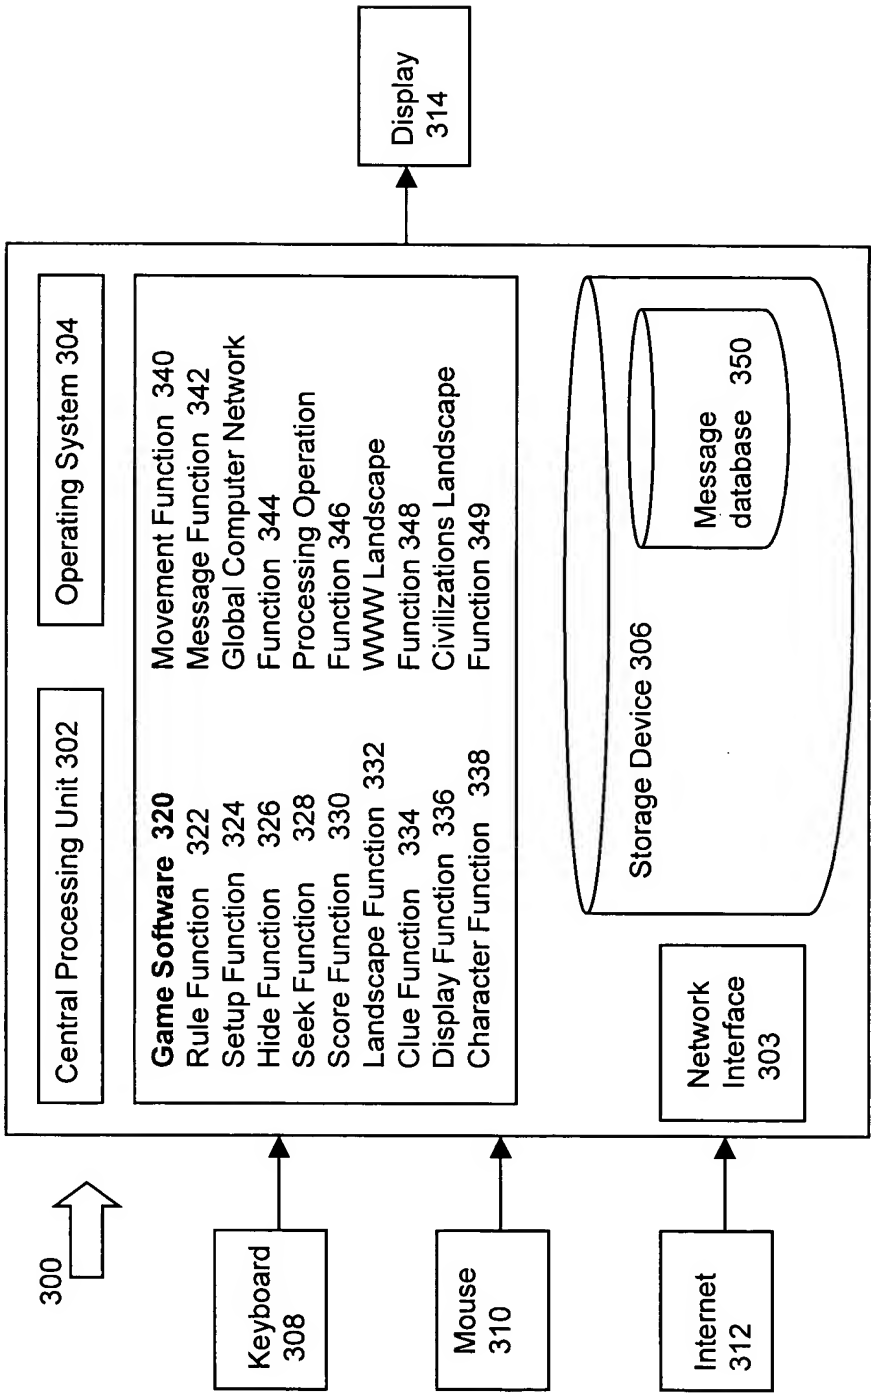 300
Central Processing Unit 302
Operating System 304
Game Software 320
Rule Function 322
Setup Function 324
Hide Function 326
Seek Function 328
Score Function 330
Landscape Function 332
Clue Function 334
Display Function 336
Character Function 338
Movement Function 340
Message Function 342
Global Computer Network
Function 344
Processing Operation
Function 346
WWW Landscape
Function 348
Civilizations Landscape
Function 349
Keyboard
308
Mouse
310
Internet
312
Network
Interface
303
Storage Device 306
Message
database 350
Display
314